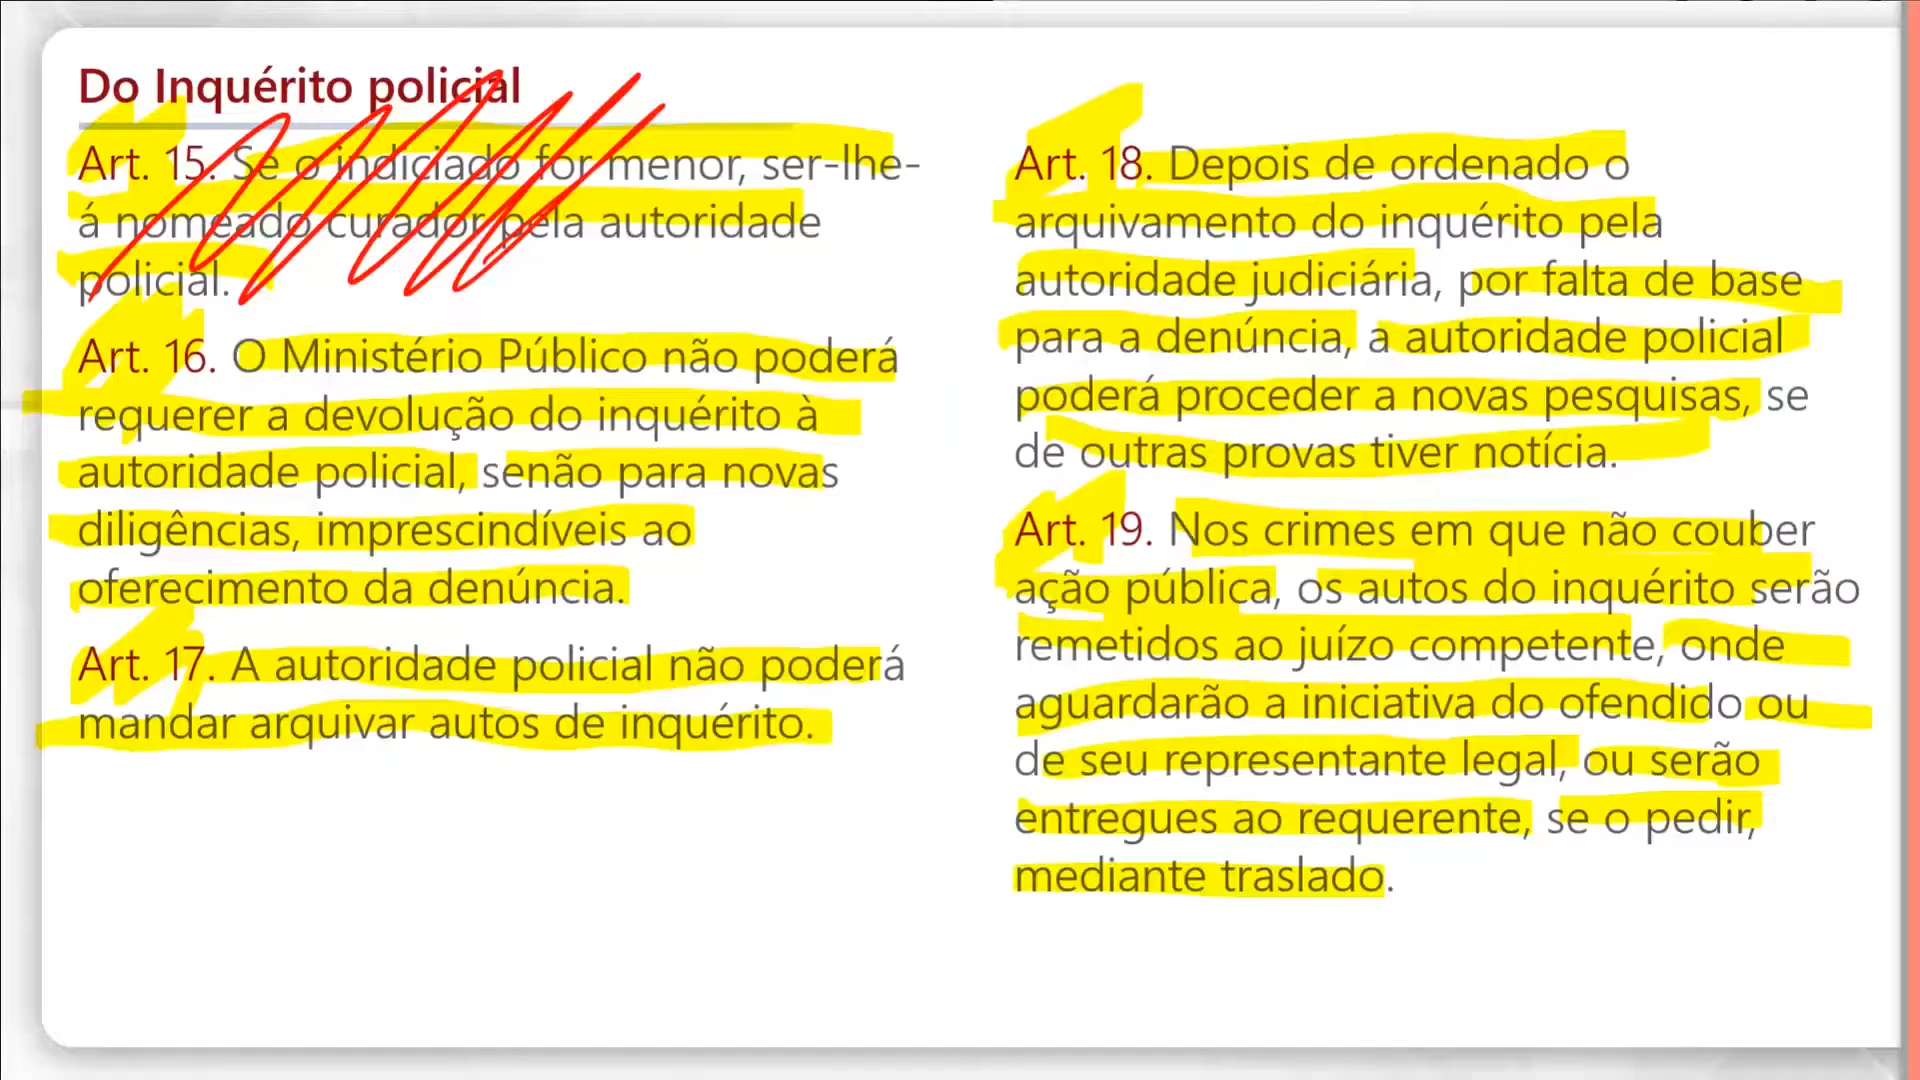 Do Inquérito policial
Art. 15. Se o indiciado for menor, ser-lhe-
á nomeado curador pela autoridade
policial.
Art. 16. O Ministério Público não poderá
requerer a devolução do inquérito à
autoridade policial, senão para novas
diligências, imprescindíveis ao
oferecimento da denúncia.
Art. 17. A autoridade policial não poderá
mandar arquivar autos de inquérito.
Art. 18. Depois de ordenado o
arquivamento do inquérito pela
autoridade judiciária, por falta de base
para a denúncia, a autoridade policial
poderá proceder a novas pesquisas, se
de outras provas tiver notícia.
Art. 19. Nos crimes em que não couber
ação pública, os autos do inquérito serão
remetidos ao juízo competente, onde
aguardarão a iniciativa do ofendido ou
de seu representante legal, ou serão
entregues ao requerente, se o pedir,
mediante traslado.